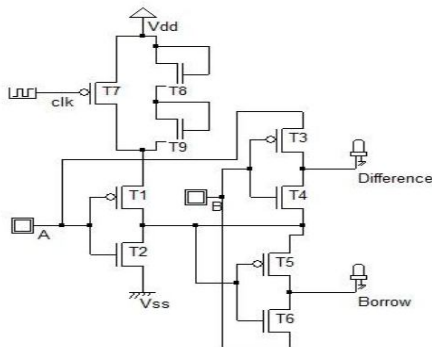 Vdd
clk
T7
T8
T9
T3
T1
B
T4
Difference
A
T2
T5
Vss
T6
Borrow